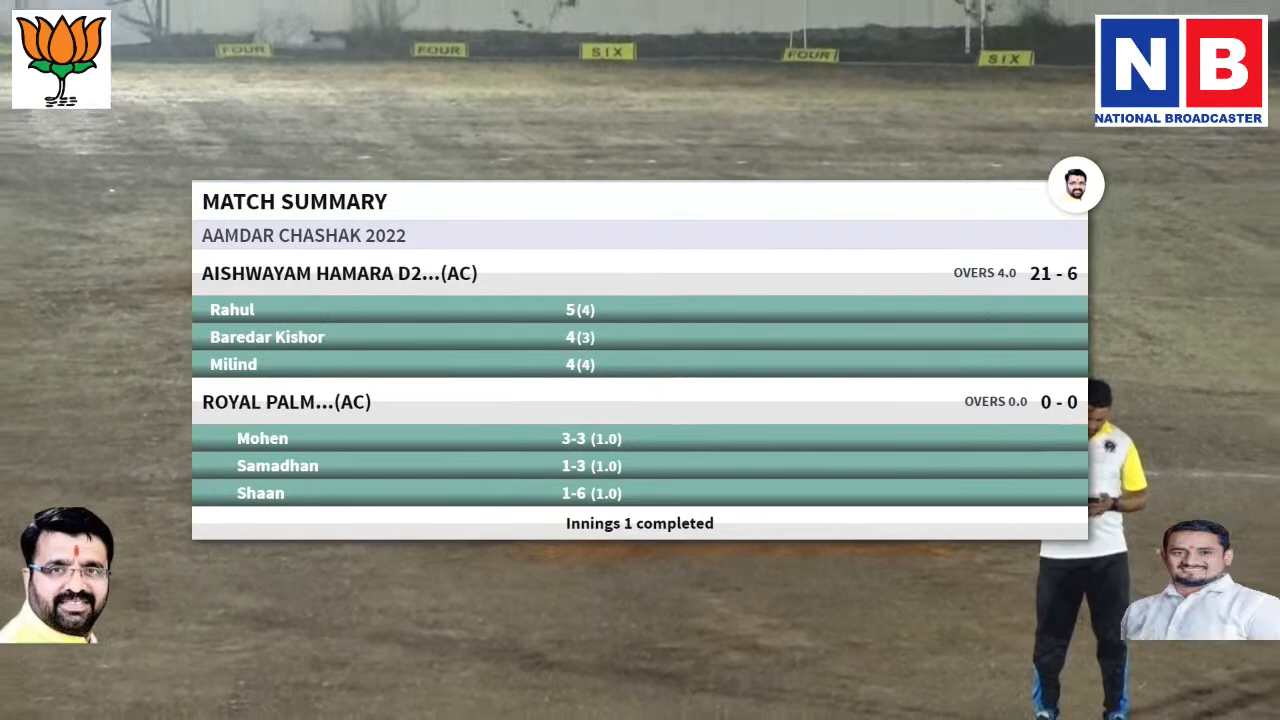 FOUR
FOUR
SIX
FOUR
SIX
NB
NATIONAL BROADCASTER
MATCH SUMMARY
AAMDAR CHASHAK 2022
AISHWAYAM HAMARA D2...(AC) OVERS 4.0 21 - 6
Rahul 5(4)
Baredar Kishor 4(3)
Milind 4(4)
ROYAL PALM...(AC) OVERS 0.0 0 - 0
Mohen 3-3 (1.0)
Samadhan 1-3 (1.0)
Shaan 1-6 (1.0)
Innings 1 completed